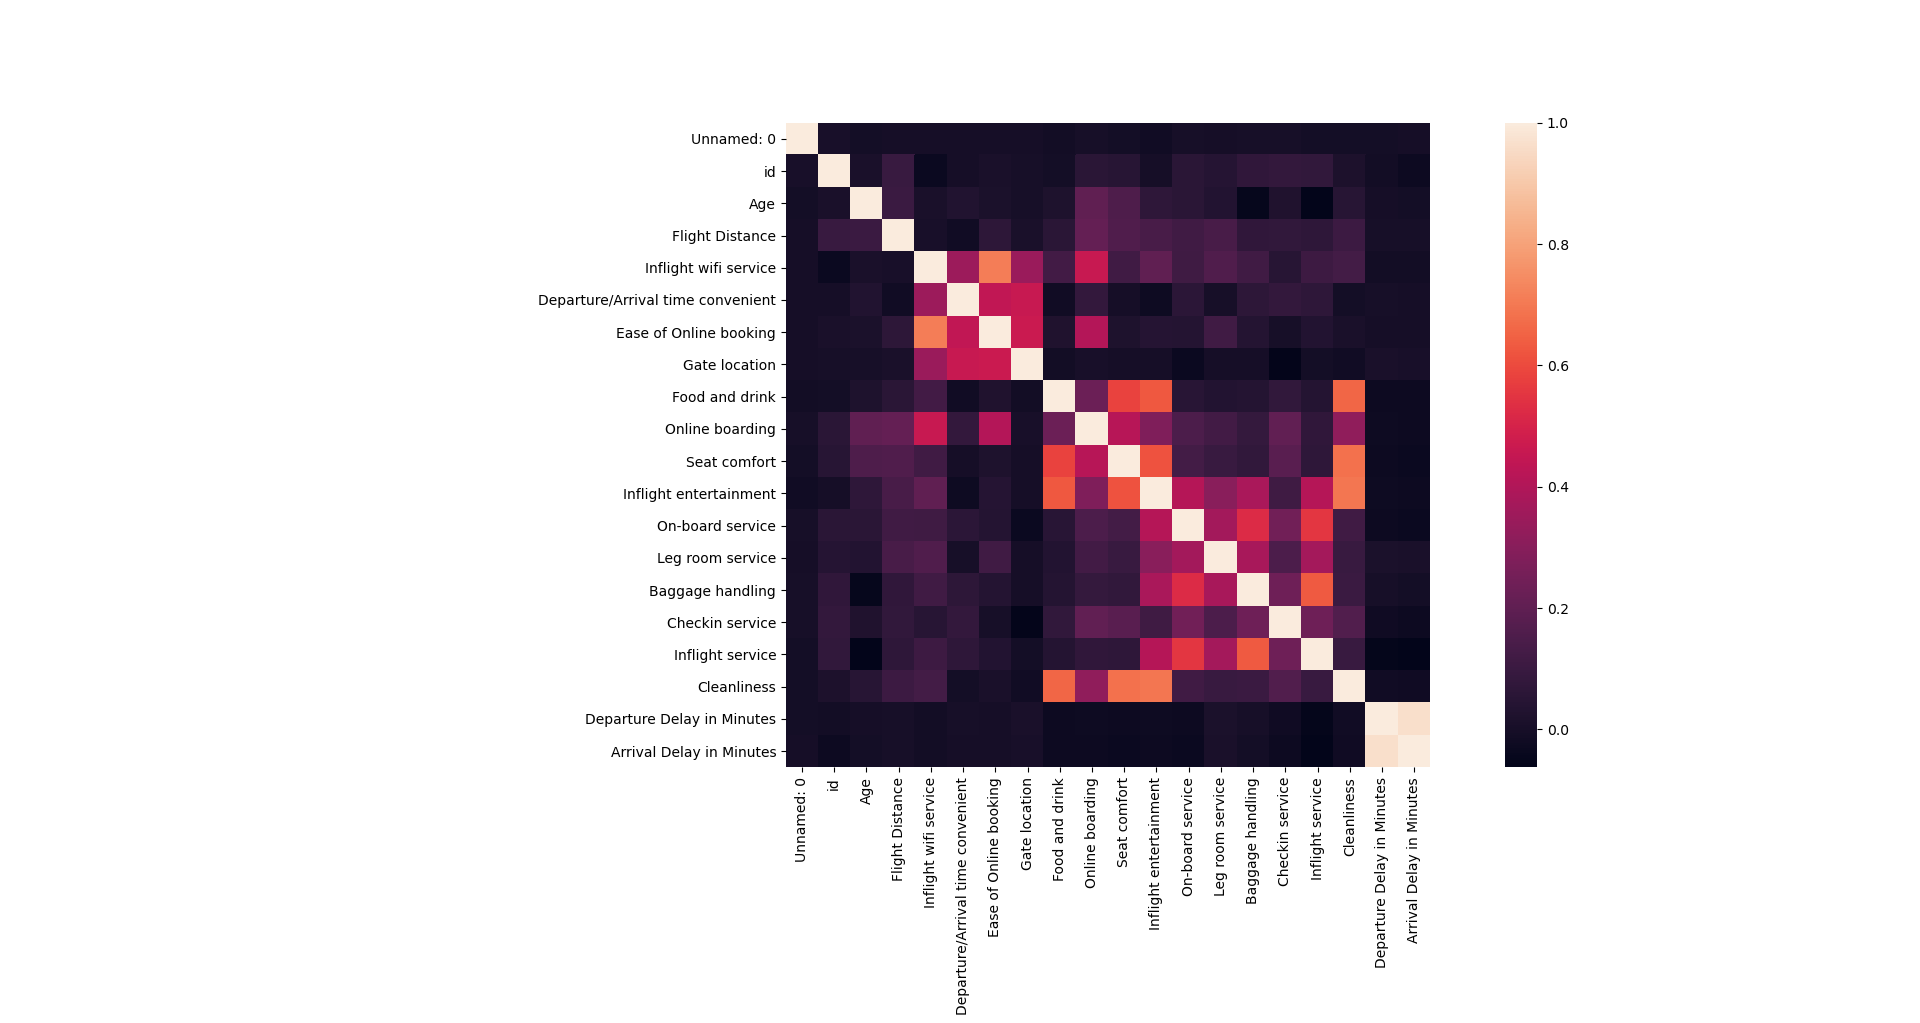 Unnamed: 0
id
Age
Flight Distance
Inflight wifi service
Departure/Arrival time convenient
Ease of Online booking
Gate location
Food and drink
Online boarding
Seat comfort
Inflight entertainment
On-board service
Leg room service
Baggage handling
Checkin service
Inflight service
Cleanliness
Departure Delay in Minutes
Arrival Delay in Minutes
Unnamed: 0
id
Age
Flight Distance
Inflight wifi service
Departure/Arrival time convenient
Ease of Online booking
Gate location
Food and drink
Online boarding
Seat comfort
Inflight entertainment
On-board service
Leg room service
Baggage handling
Checkin service
Inflight service
Cleanliness
Departure Delay in Minutes
Arrival Delay in Minutes
1.0
0.8
0.6
0.4
0.2
0.0